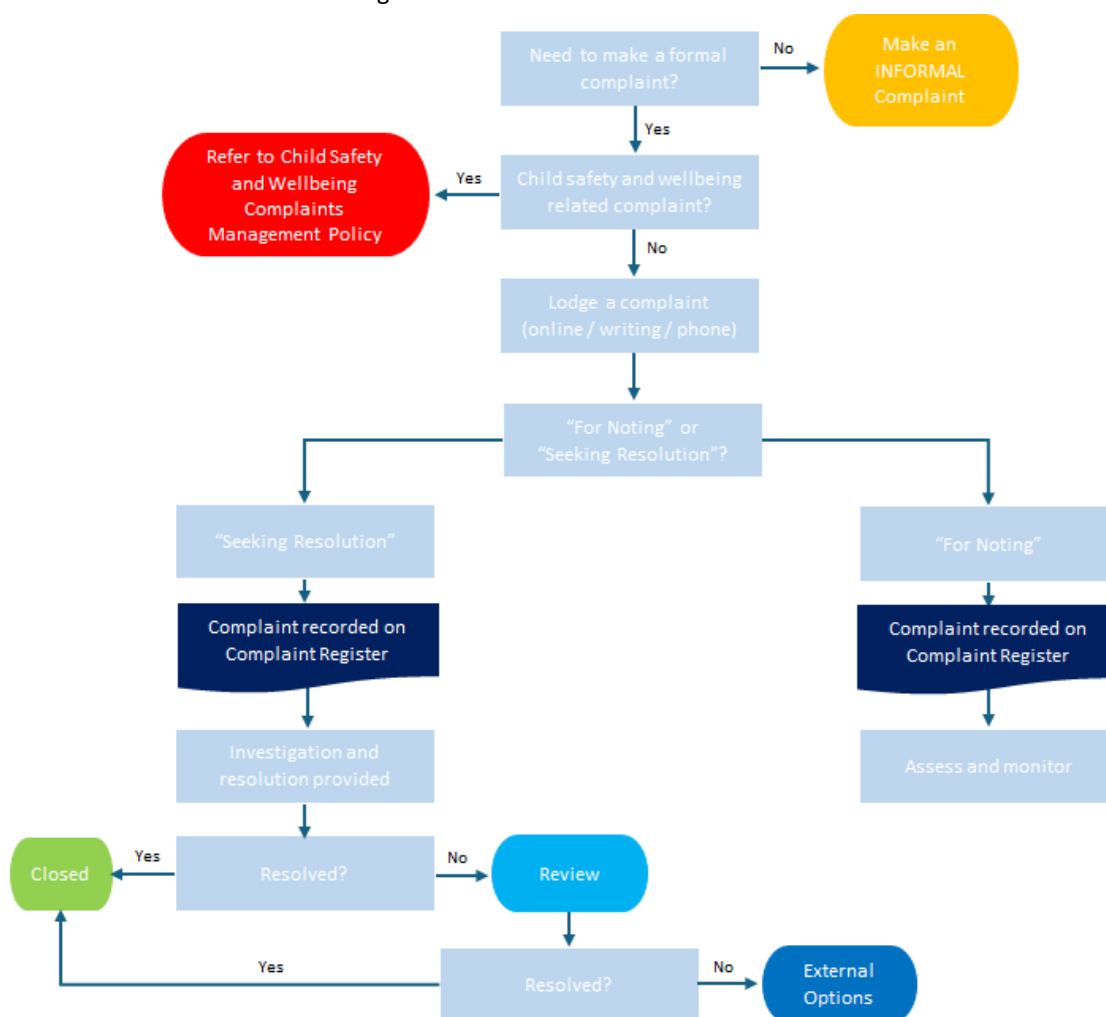 Need to make a formal
complaint?
No
Make an
INFORMAL
Complaint
Yes
Refer to Child Safety
and Wellbeing
Complaints
Management Policy
Yes
Child safety and wellbeing
related complaint?
No
Lodge a complaint
(online / writing / phone)
“For Noting” or
“Seeking Resolution”?
“Seeking Resolution”
“For Noting”
Complaint recorded on
Complaint Register
Complaint recorded on
Complaint Register
Investigation and
resolution provided
Assess and monitor
Closed
Yes
Resolved?
No
Review
Yes
Resolved?
No
External
Options